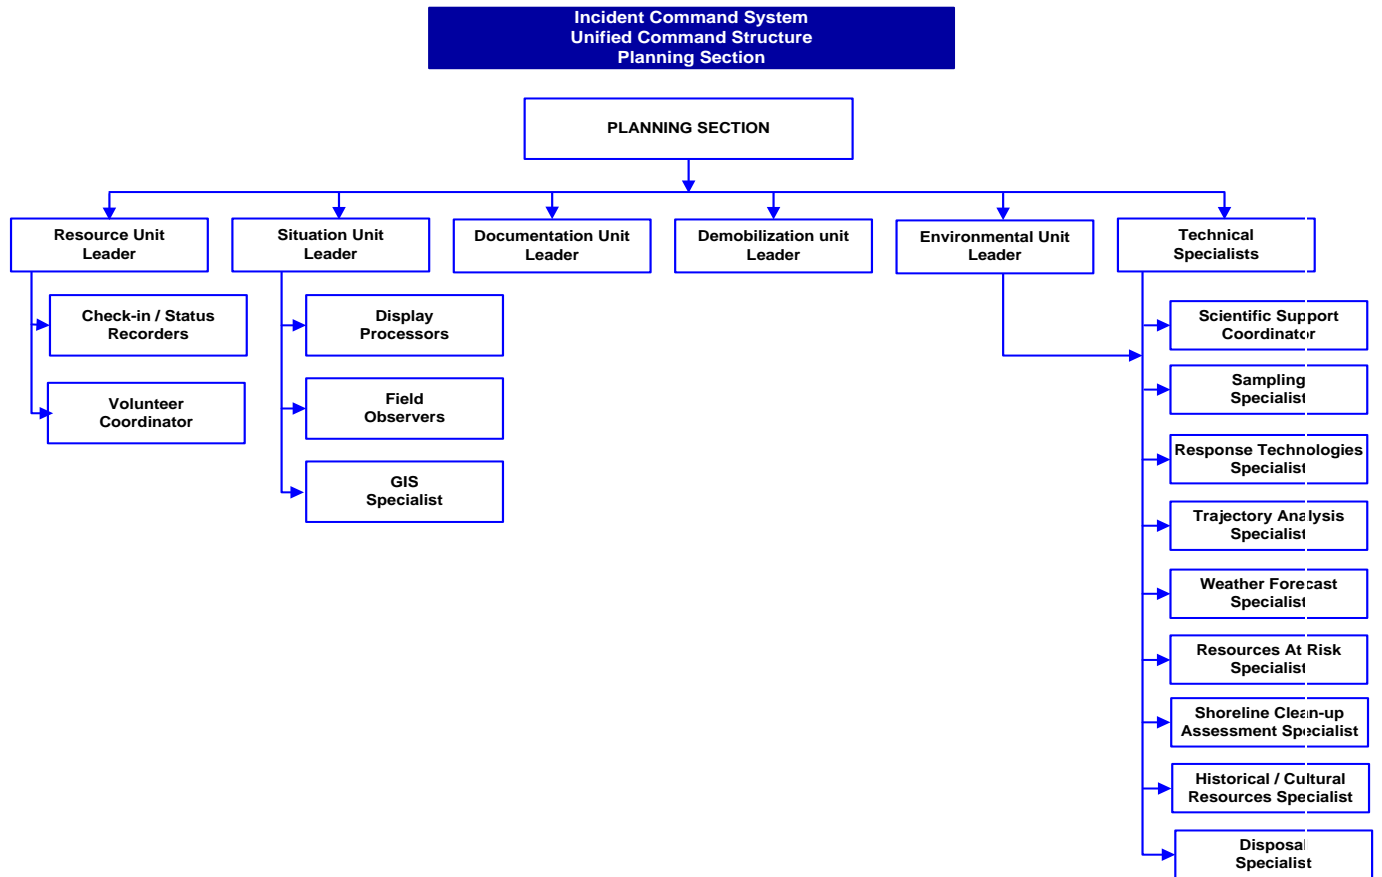 Incident Command System
Unified Command Structure
Planning Section
PLANNING SECTION
Resource Unit
Leader
Situation Unit
Leader
Documentation Unit
Leader
Demobilization unit
Leader
Environmental Unit
Leader
Technical
Specialists
Check-in / Status
Recorders
Volunteer
Coordinator
Display
Processors
Field
Observers
GIS
Specialist
Scientific Support
Coordinator
Sampling
Specialist
Response Technologies
Specialist
Trajectory Analysis
Specialist
Weather Forecast
Specialist
Resources At Risk
Specialist
Shoreline Clean-up
Assessment Specialist
Historical / Cultural
Resources Specialist
Disposal
Specialist